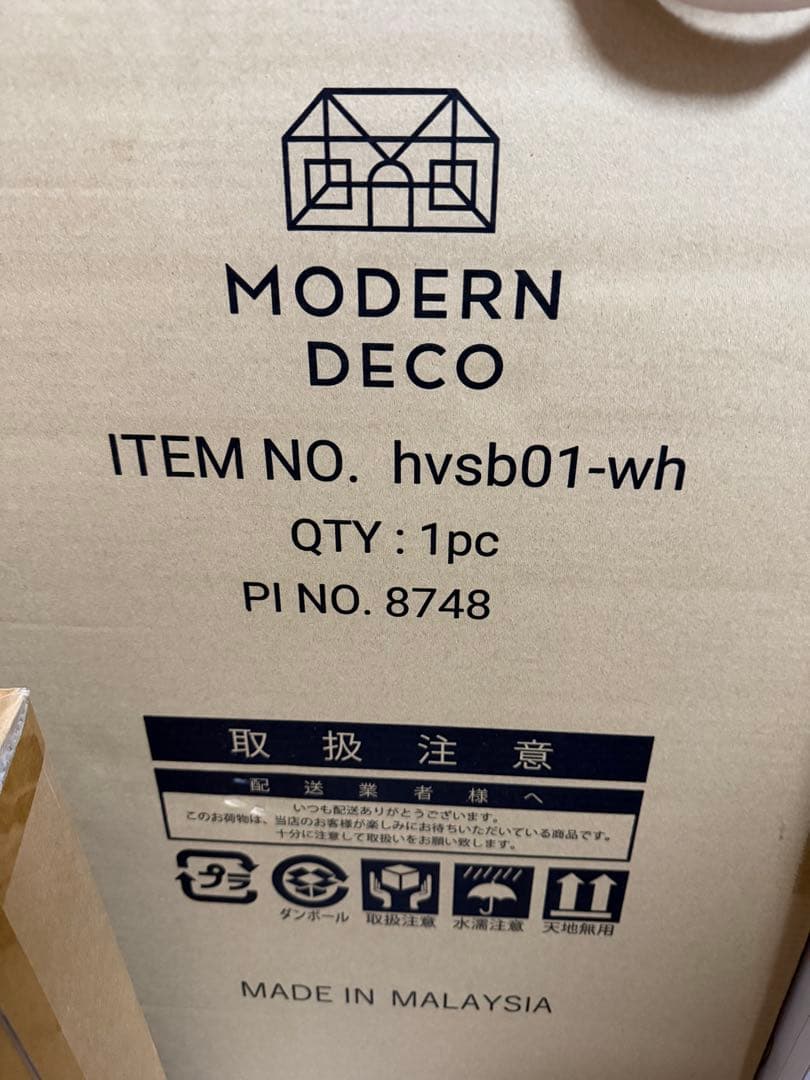 MODERN
DECO
ITEM NO. hvsb01-wh
QTY : 1pc
PI NO. 8748
取扱注意
配送業者様へ
いつも配送ありがとうございます。
このお荷物は、当店のお客様が楽しみにお待ちいただいている商品です。
十分に注意して取扱いをお願い致します。
プラ
ダンボール 取扱注意 水濡注意 天地無用
MADE IN MALAYSIA